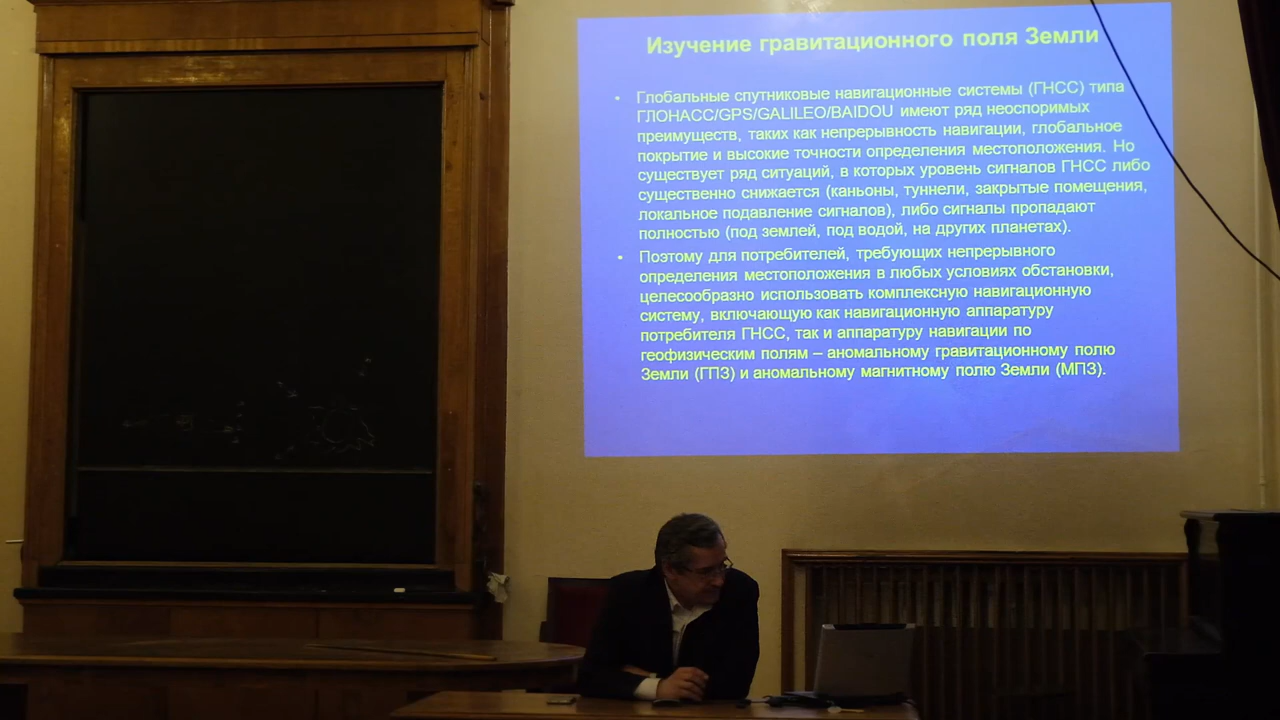 Изучение гравитационного поля Земли
• Глобальные спутниковые навигационные системы (ГНСС) типа
ГЛОНАСС/GPS/GALILEO/BAIDOU имеют ряд неоспоримых
преимуществ, таких как непрерывность навигации, глобальное
покрытие и высокие точности определения местоположения. Но
существует ряд ситуаций, в которых уровень сигналов ГНСС либо
существенно снижается (каньоны, туннели, закрытые помещения,
локальное подавление сигналов), либо сигналы пропадают
полностью (под землей, под водой, на других планетах).
• Поэтому для потребителей, требующих непрерывного
определения местоположения в любых условиях обстановки,
целесообразно использовать комплексную навигационную
систему, включающую как навигационную аппаратуру
потребителя ГНСС, так и аппаратуру навигации по
геофизическим полям – аномальному гравитационному полю
Земли (ГПЗ) и аномальному магнитному полю Земли (МПЗ).